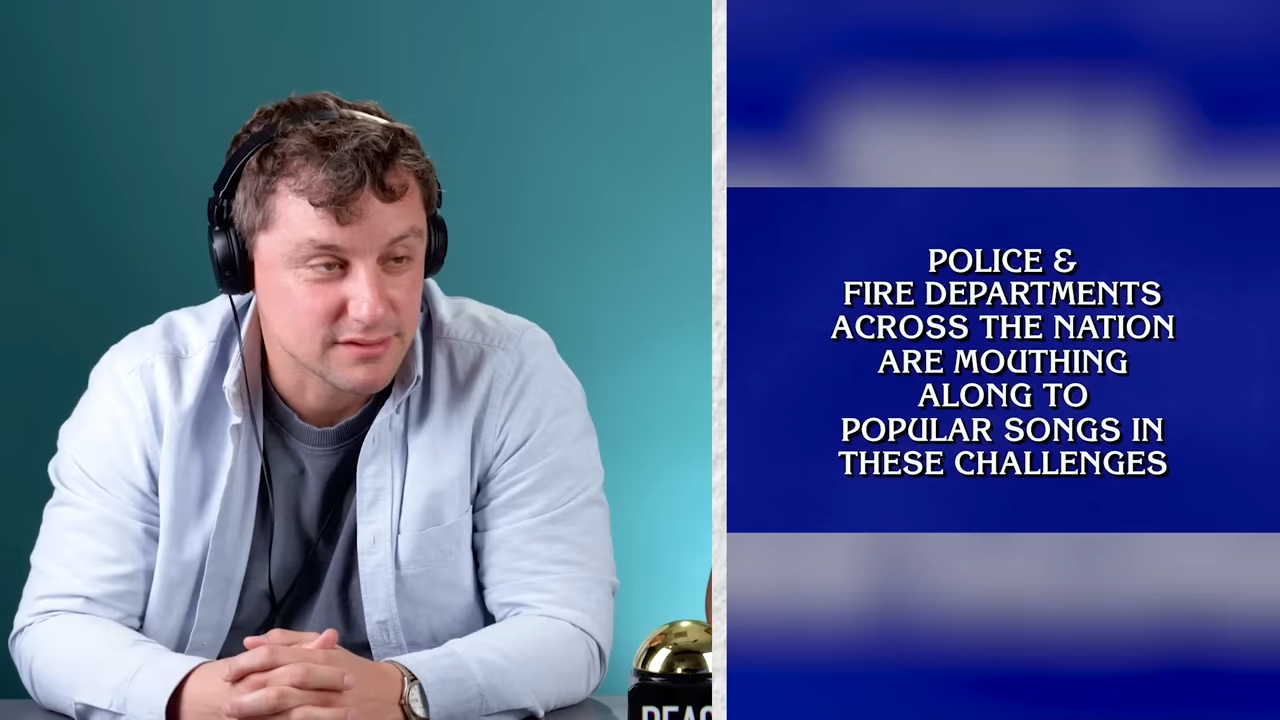 POLICE &
FIRE DEPARTMENTS
ACROSS THE NATION
ARE MOUTHING
ALONG TO
POPULAR SONGS IN
THESE CHALLENGES